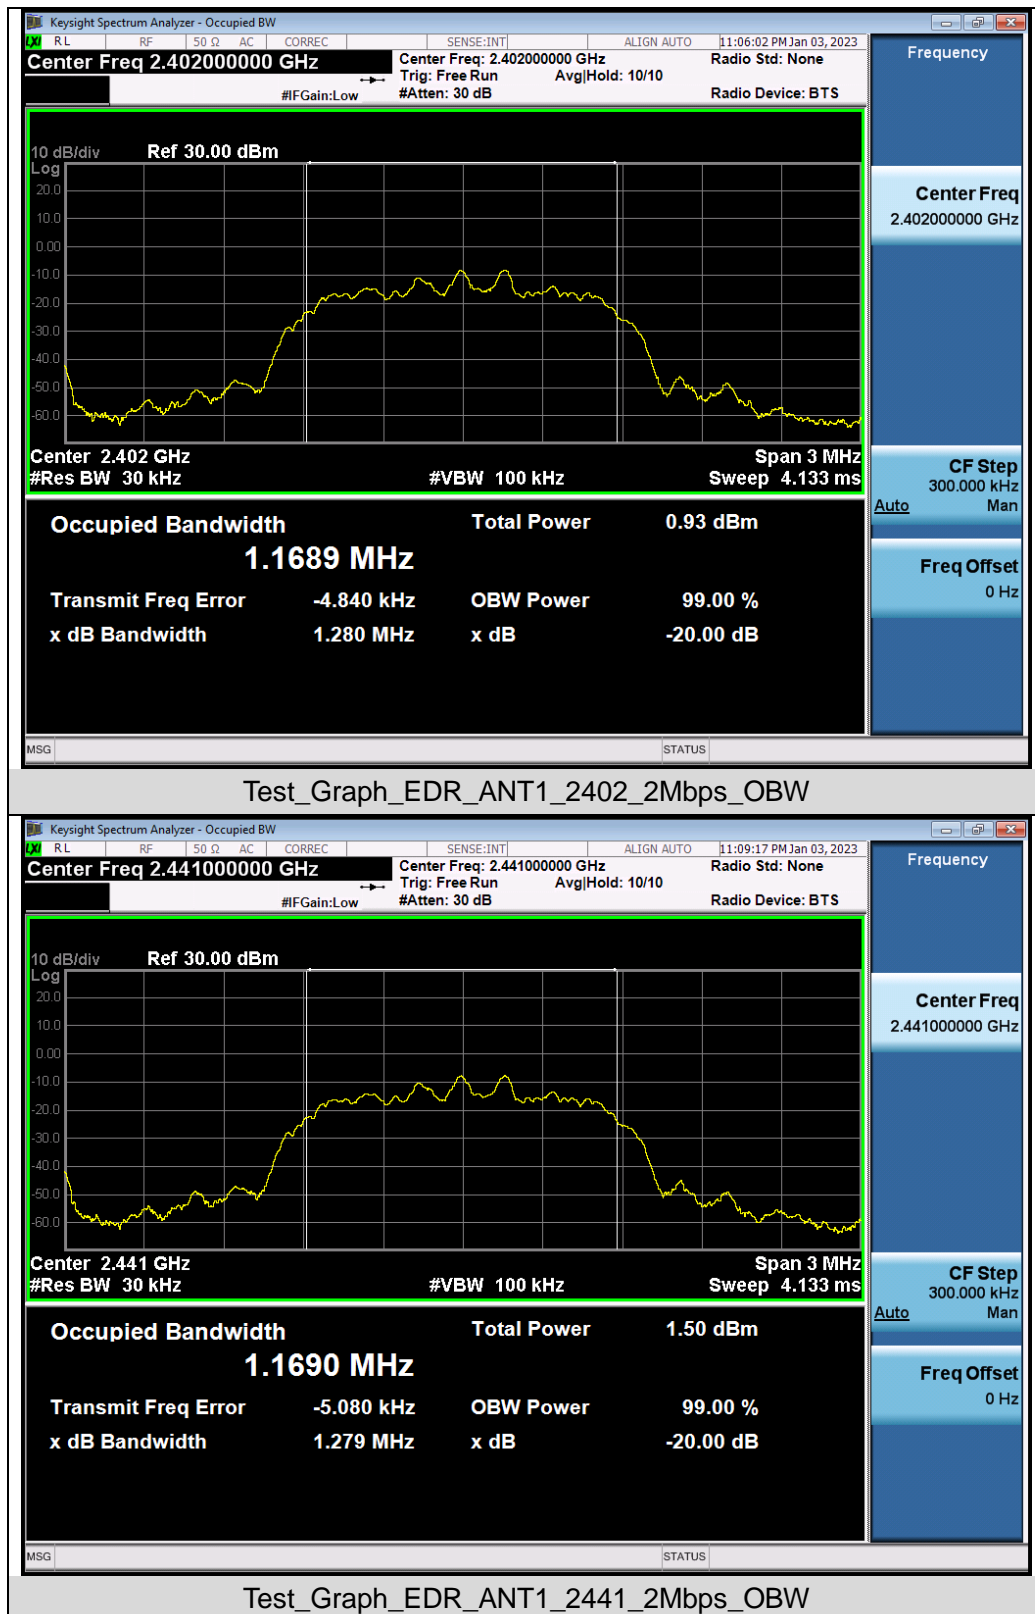 Keysight Spectrum Analyzer - Occupied BW
LXI RL RF 50 Ω AC CORREC SENSE:INT ALIGN AUTO 11:06:02 PM Jan 03, 2023
Center Freq 2.402000000 GHz
Center Freq: 2.402000000 GHz
Radio Std: None
Trig: Free Run Avg|Hold: 10/10
#IFGain:Low #Atten: 30 dB
Radio Device: BTS
Frequency
10 dB/div Ref 30.00 dBm
Log
20.0
10.0
0.00
-10.0
-20.0
-30.0
-40.0
-50.0
-60.0
Center 2.402 GHz Span 3 MHz
#Res BW 30 kHz #VBW 100 kHz Sweep 4.133 ms
Center Freq
2.402000000 GHz
CF Step
300.000 kHz
Auto Man
Freq Offset
0 Hz
Occupied Bandwidth Total Power 0.93 dBm
1.1689 MHz
Transmit Freq Error -4.840 kHz OBW Power 99.00 %
x dB Bandwidth 1.280 MHz x dB -20.00 dB
MSG STATUS
Test_Graph_EDR_ANT1_2402_2Mbps_OBW
Keysight Spectrum Analyzer - Occupied BW
LXI RL RF 50 Ω AC CORREC SENSE:INT ALIGN AUTO 11:09:17 PM Jan 03, 2023
Center Freq 2.441000000 GHz
Center Freq: 2.441000000 GHz
Radio Std: None
Trig: Free Run Avg|Hold: 10/10
#IFGain:Low #Atten: 30 dB
Radio Device: BTS
Frequency
10 dB/div Ref 30.00 dBm
Log
20.0
10.0
0.00
-10.0
-20.0
-30.0
-40.0
-50.0
-60.0
Center 2.441 GHz Span 3 MHz
#Res BW 30 kHz #VBW 100 kHz Sweep 4.133 ms
Center Freq
2.441000000 GHz
CF Step
300.000 kHz
Auto Man
Freq Offset
0 Hz
Occupied Bandwidth Total Power 1.50 dBm
1.1690 MHz
Transmit Freq Error -5.080 kHz OBW Power 99.00 %
x dB Bandwidth 1.279 MHz x dB -20.00 dB
MSG STATUS
Test_Graph_EDR_ANT1_2441_2Mbps_OBW